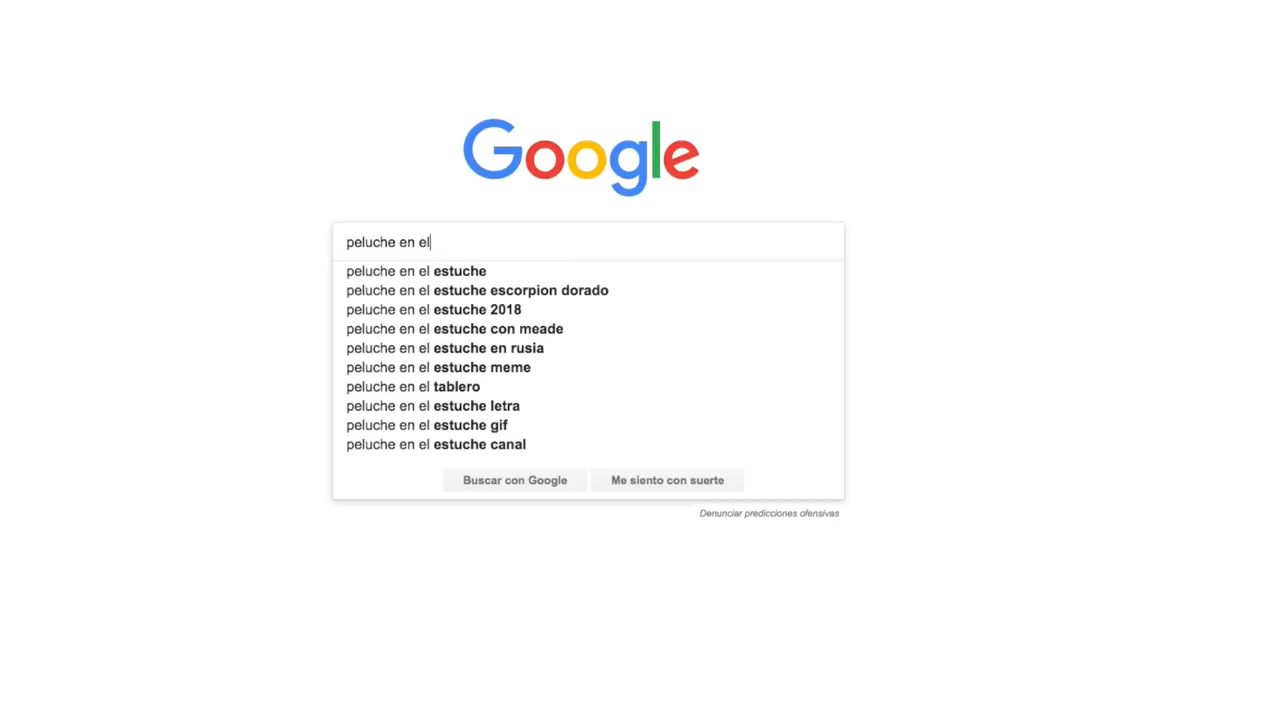 Google
peluche en el
peluche en el estuche
peluche en el estuche escorpion dorado
peluche en el estuche 2018
peluche en el estuche con meade
peluche en el estuche en rusia
peluche en el estuche meme
peluche en el tablero
peluche en el estuche letra
peluche en el estuche gif
peluche en el estuche canal
Buscar con Google Me siento con suerte
Denunciar predicciones ofensivas